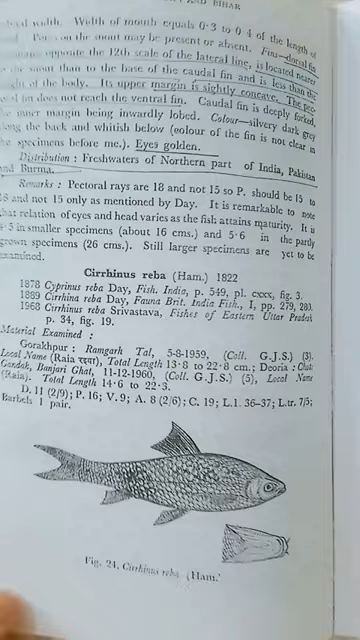 AND BIHAR
width. Width of mouth equals 0·3 to 0·4 of the length of
on the snout may be present or absent. Fins—dorsal fin
opposite the 12th scale of the lateral line, is located nearer
the snout than to the base of the caudal fin and is less than the
of the body. Its upper margin is sightly concave. The pec-
fin does not reach the ventral fin. Caudal fin is deeply forked,
inner margin being inwardly lobed. Colour—silvery dark grey
along the back and whitish below (eolour of the fin is not clear in
specimens before me.) Eyes golden.
Distribution : Freshwaters of Northern part of India, Pakistan
and Burma.
Remarks : Pectoral rays are 18 and not 15 so P. should be 15 to
18 and not 15 only as mentioned by Day. It is remarkable to note
that relation of eyes and head varies as the fish attains maturity. It is
5 in smaller specimens (about 16 cms.) and 5·6 in the partly
grown specimens (26 cms.). Still larger specimens are yet to be
examined.
Cirrhinus reba (Ham.) 1822
1878 Cyprinus reba Day, Fish. India, p. 549, pl. cxxx, fig. 3.
1889 Cirrhina reba Day, Fauna Brit. India Fish., I, pp. 279, 280.
1968 Cirrhinus reba Srivastava, Fishes of Eastern Uttar Pradesh
p. 34, fig. 19.
Material Examined :
Gorakhpur : Ramgarh Tal, 5-8-1959, (Coll. G.J.S.) (3).
Local Name (Raia रइया), Total Length 13·8 to 22·8 cm.; Deoria : Choti
Gandak, Banjari Ghat, 11-12-1960, (Coll. G.J.S.) (5), Local Name
(Raia). Total Length 14·6 to 22·3.
D. 11 (2/9); P. 16; V. 9; A. 8 (2/6); C. 19; L.l. 36–37; L.tr. 7/5;
Barbels 1 pair.
Fig. 24, Cirrhinus reba (Ham.